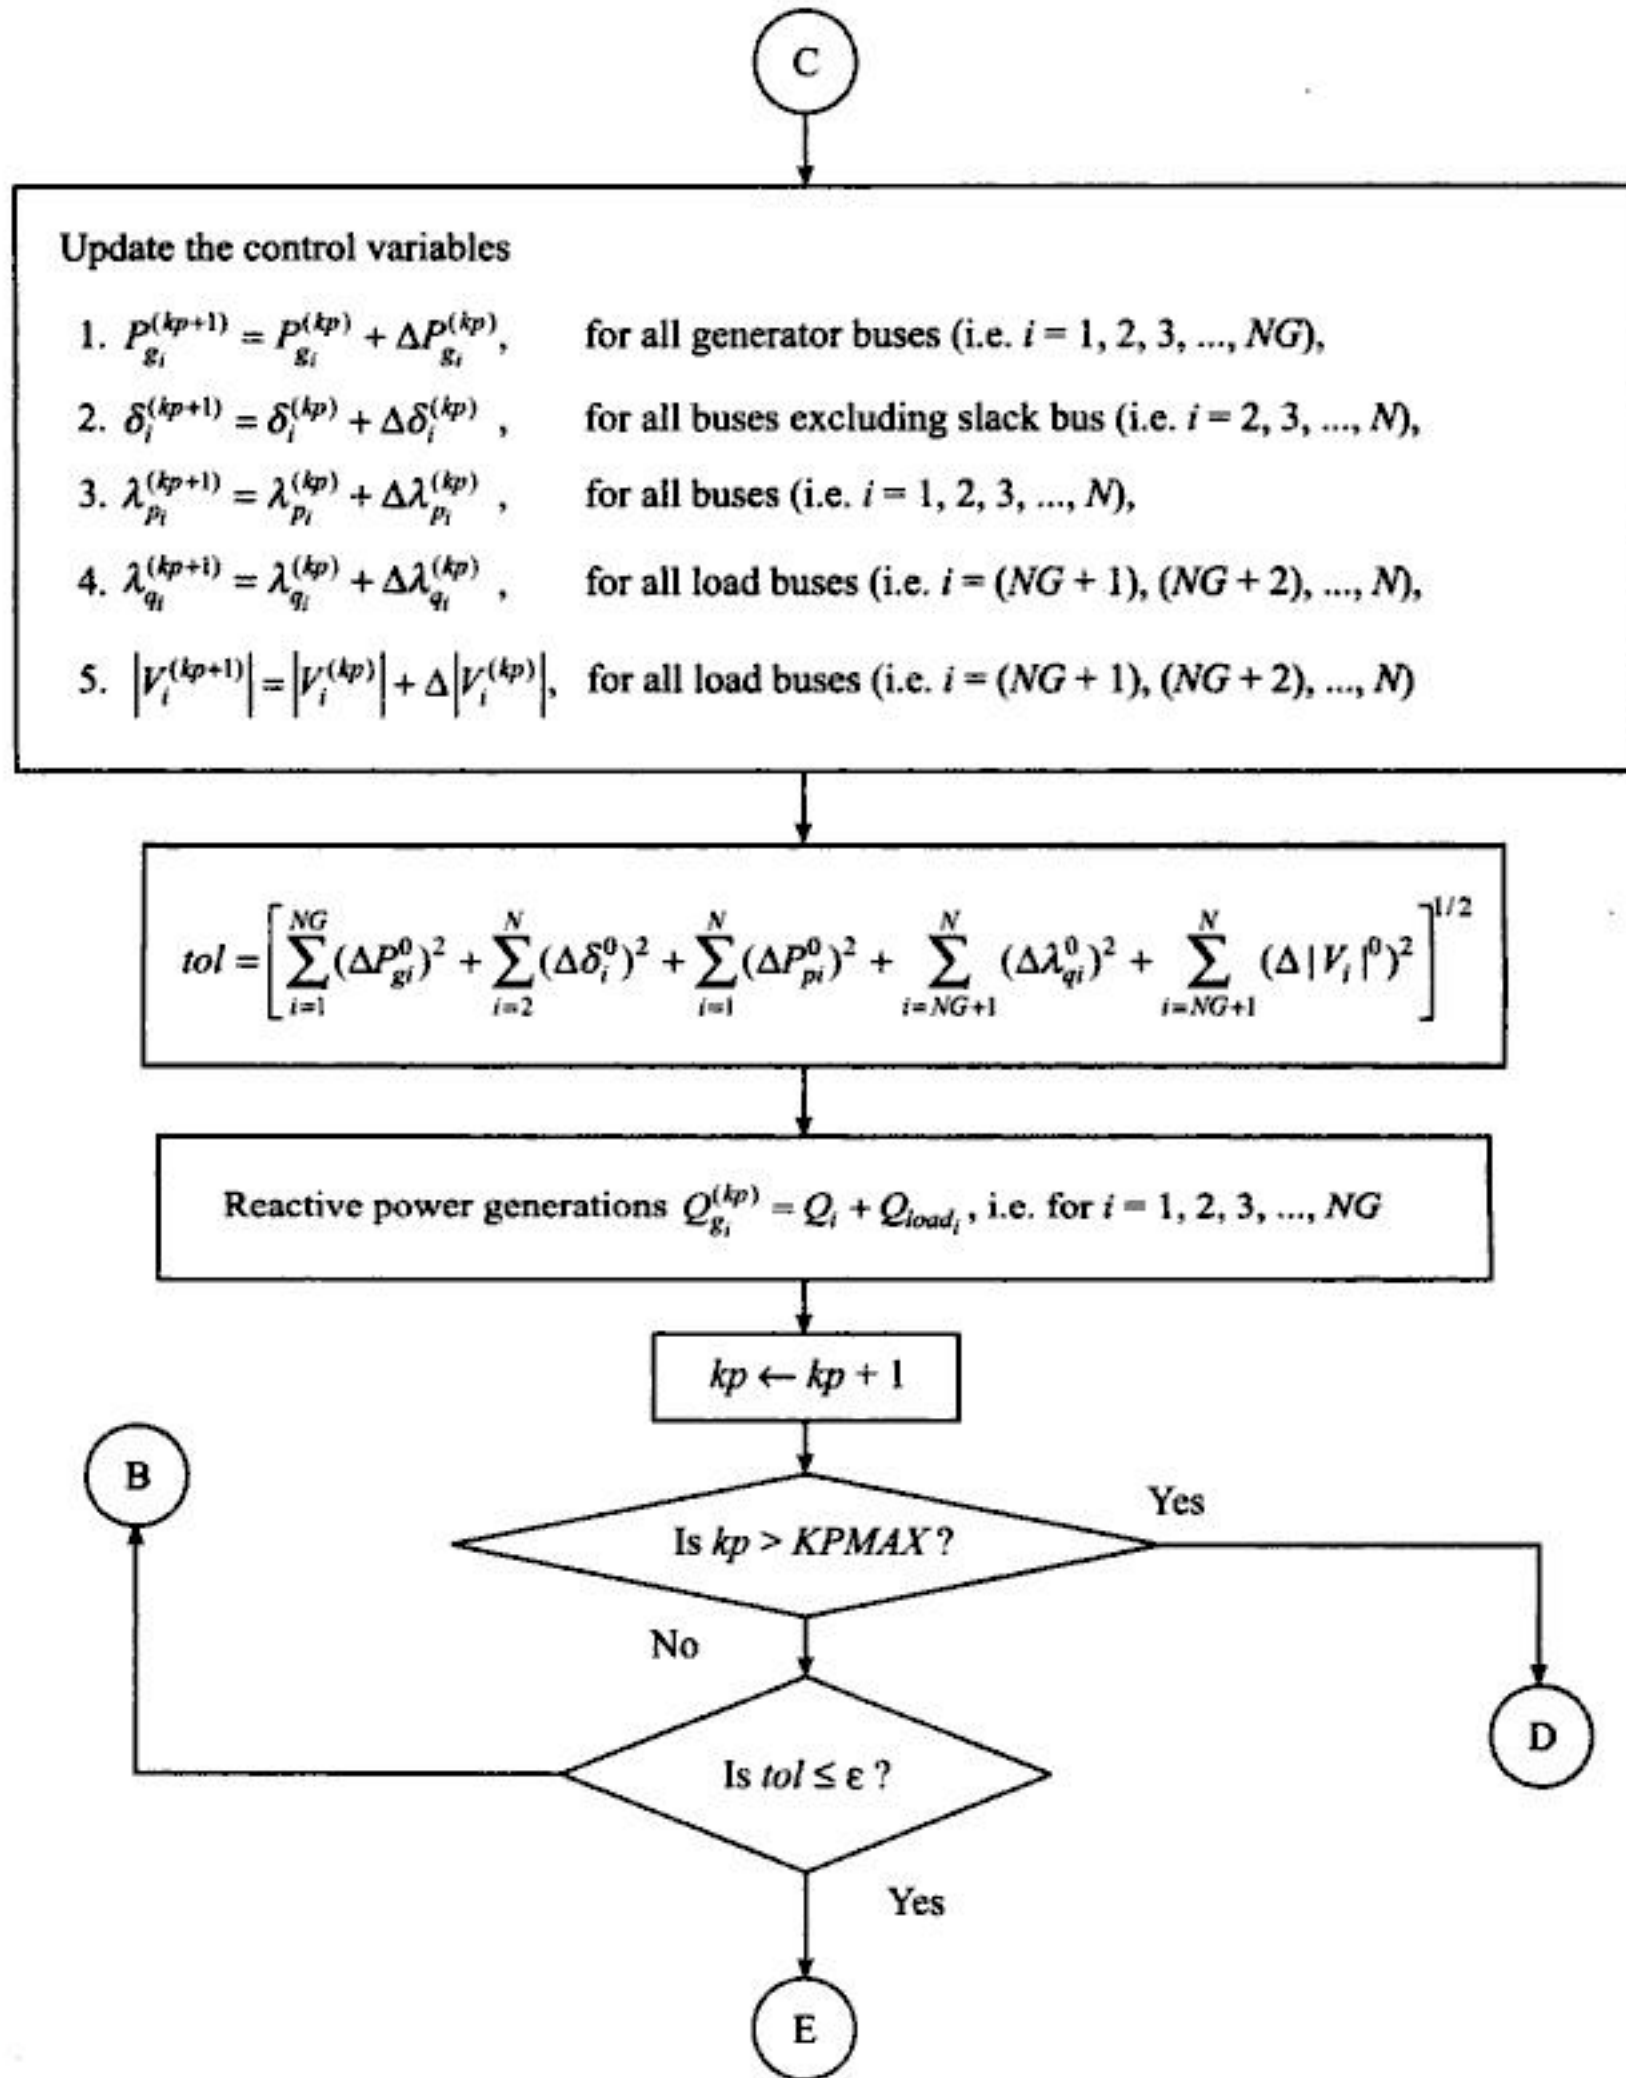 C
Update the control variables
1. P_{g_i}^{(kp+1)} = P_{g_i}^{(kp)} + ΔP_{g_i}^{(kp)}, for all generator buses (i.e. i = 1, 2, 3, ..., NG),
2. δ_i^{(kp+1)} = δ_i^{(kp)} + Δδ_i^{(kp)} , for all buses excluding slack bus (i.e. i = 2, 3, ..., N),
3. λ_{p_i}^{(kp+1)} = λ_{p_i}^{(kp)} + Δλ_{p_i}^{(kp)} , for all buses (i.e. i = 1, 2, 3, ..., N),
4. λ_{q_i}^{(kp+1)} = λ_{q_i}^{(kp)} + Δλ_{q_i}^{(kp)} , for all load buses (i.e. i = (NG + 1), (NG + 2), ..., N),
5. |V_i^{(kp+1)}| = |V_i^{(kp)}| + Δ|V_i^{(kp)}|, for all load buses (i.e. i = (NG + 1), (NG + 2), ..., N)
tol = [∑_{i=1}^{NG} (ΔP_{gi}^0)^2 + ∑_{i=2}^{N} (Δδ_i^0)^2 + ∑_{i=1}^{N} (ΔP_{pi}^0)^2 + ∑_{i=NG+1}^{N} (Δλ_{qi}^0)^2 + ∑_{i=NG+1}^{N} (Δ|V_i|^0)^2]^{1/2}
Reactive power generations Q_{g_i}^{(kp)} = Q_i + Q_{load_i}, i.e. for i = 1, 2, 3, ..., NG
kp ← kp + 1
B
Yes
Is kp > KPMAX ?
No
D
Is tol ≤ ε ?
Yes
E